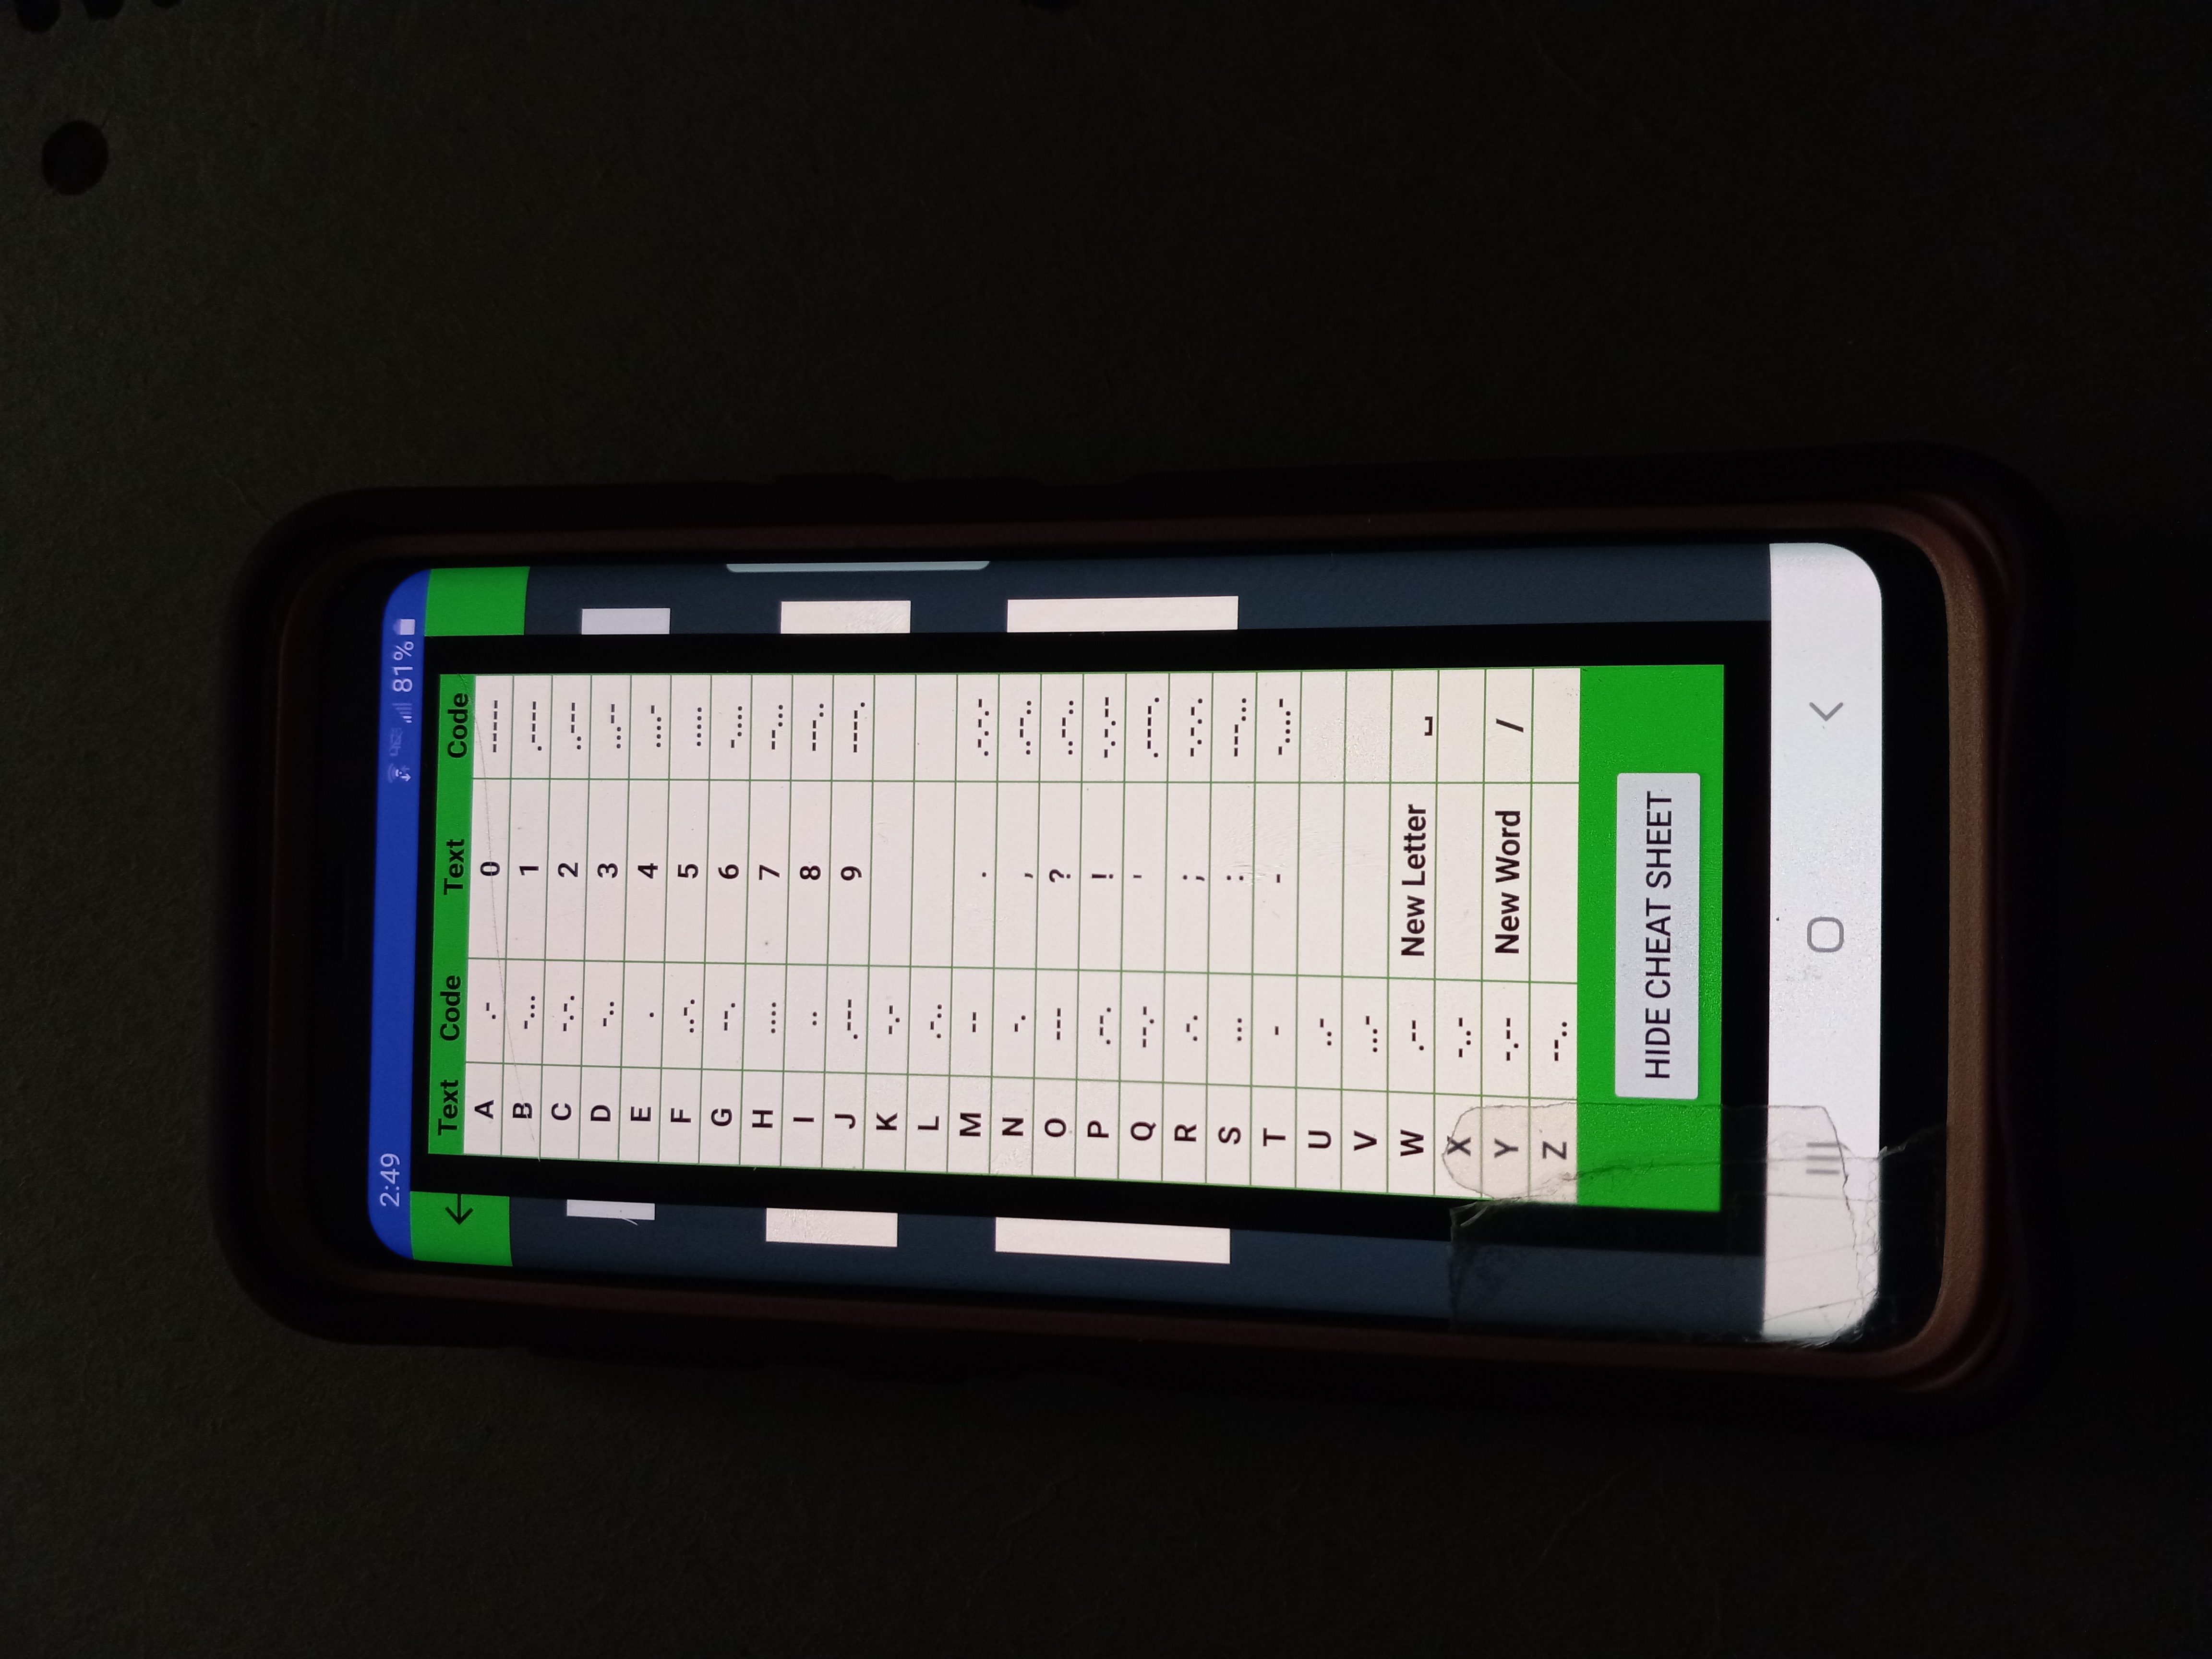 2:49 81%
Text Code Text Code
A .- 0 -----
B -... 1 .----
C -.-. 2 ..---
D -.. 3 ...--
E . 4 ....-
F ..-. 5 .....
G --. 6 -....
H .... 7 --...
I .. 8 ---..
J .--- 9 ----.
K -.-
L .-..
M -- . .-.-.-
N -. , ..--..
O --- ? ..--..
P .--. ! -.-.--
Q --.- ' .----.
R .-. ; -.-.-.
S ... : ---...
T - - -....-
U ..-
V ...-
W .-- New Letter ⎵
X -..-
Y -.-- New Word /
Z --..
HIDE CHEAT SHEET